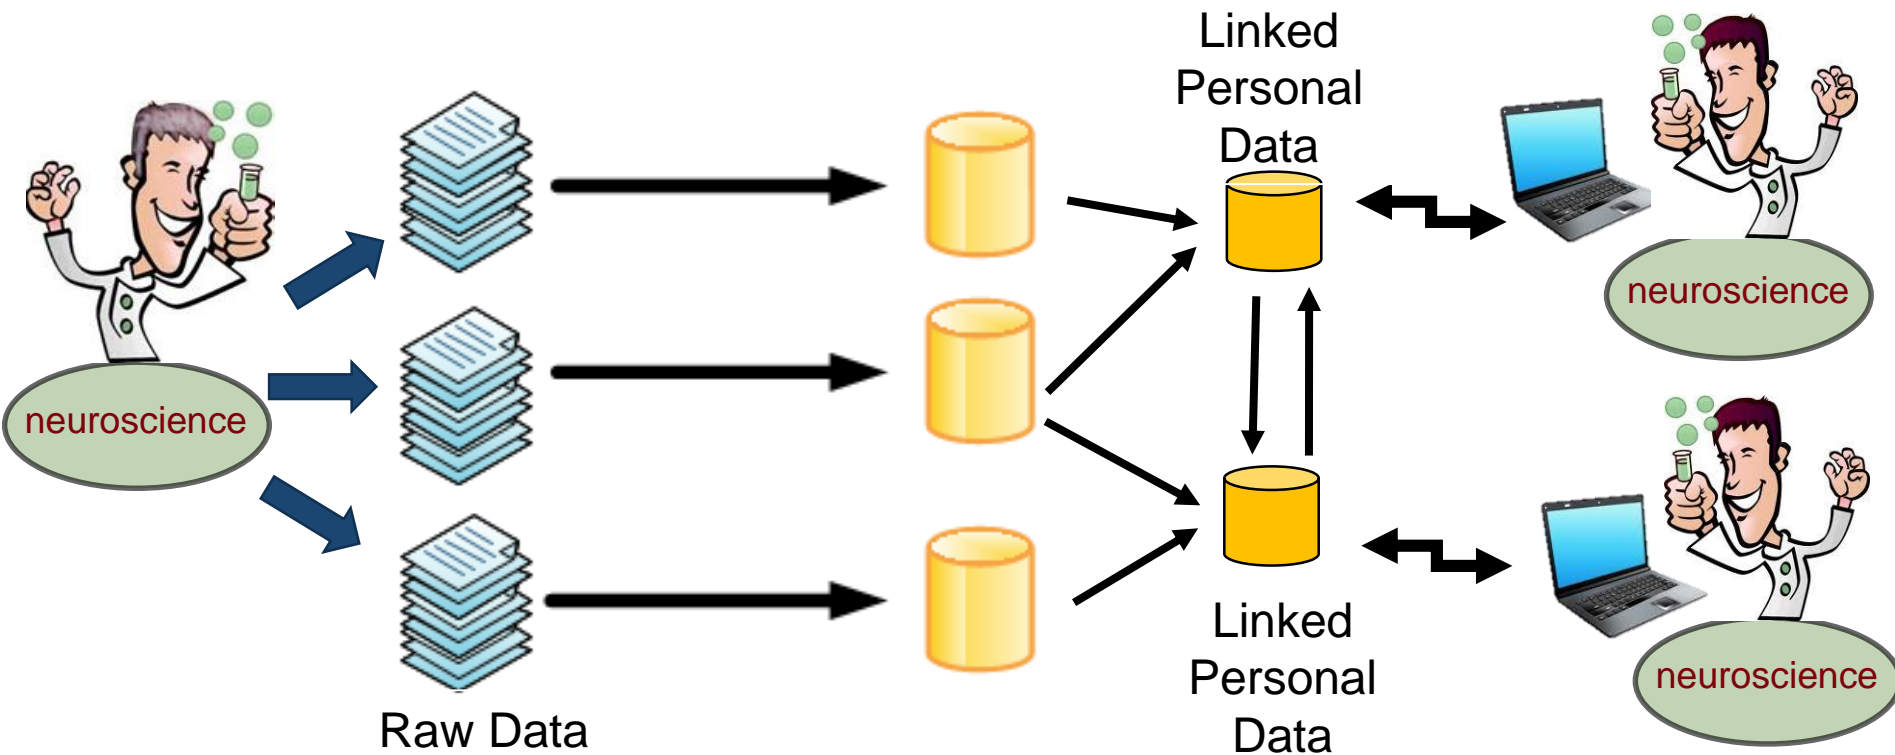 Linked
Personal
Data
neuroscience
neuroscience
Linked
Personal
Data
neuroscience
Raw Data